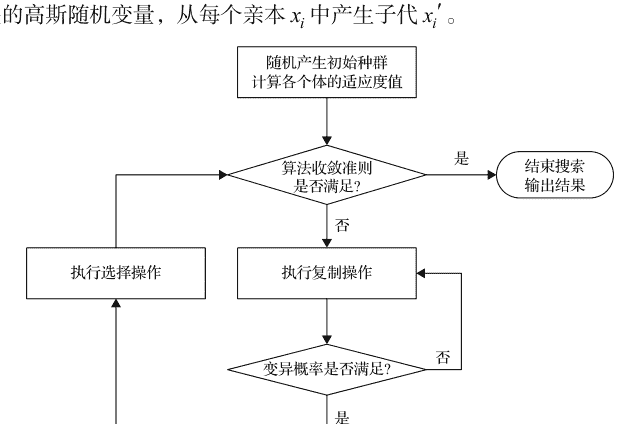 的高斯随机变量，从每个亲本 xᵢ 中产生子代 xᵢ′。
随机产生初始种群
计算各个体的适应度值
算法收敛准则
是否满足?
是
结束搜索
输出结果
否
执行选择操作
执行复制操作
变异概率是否满足?
否
是